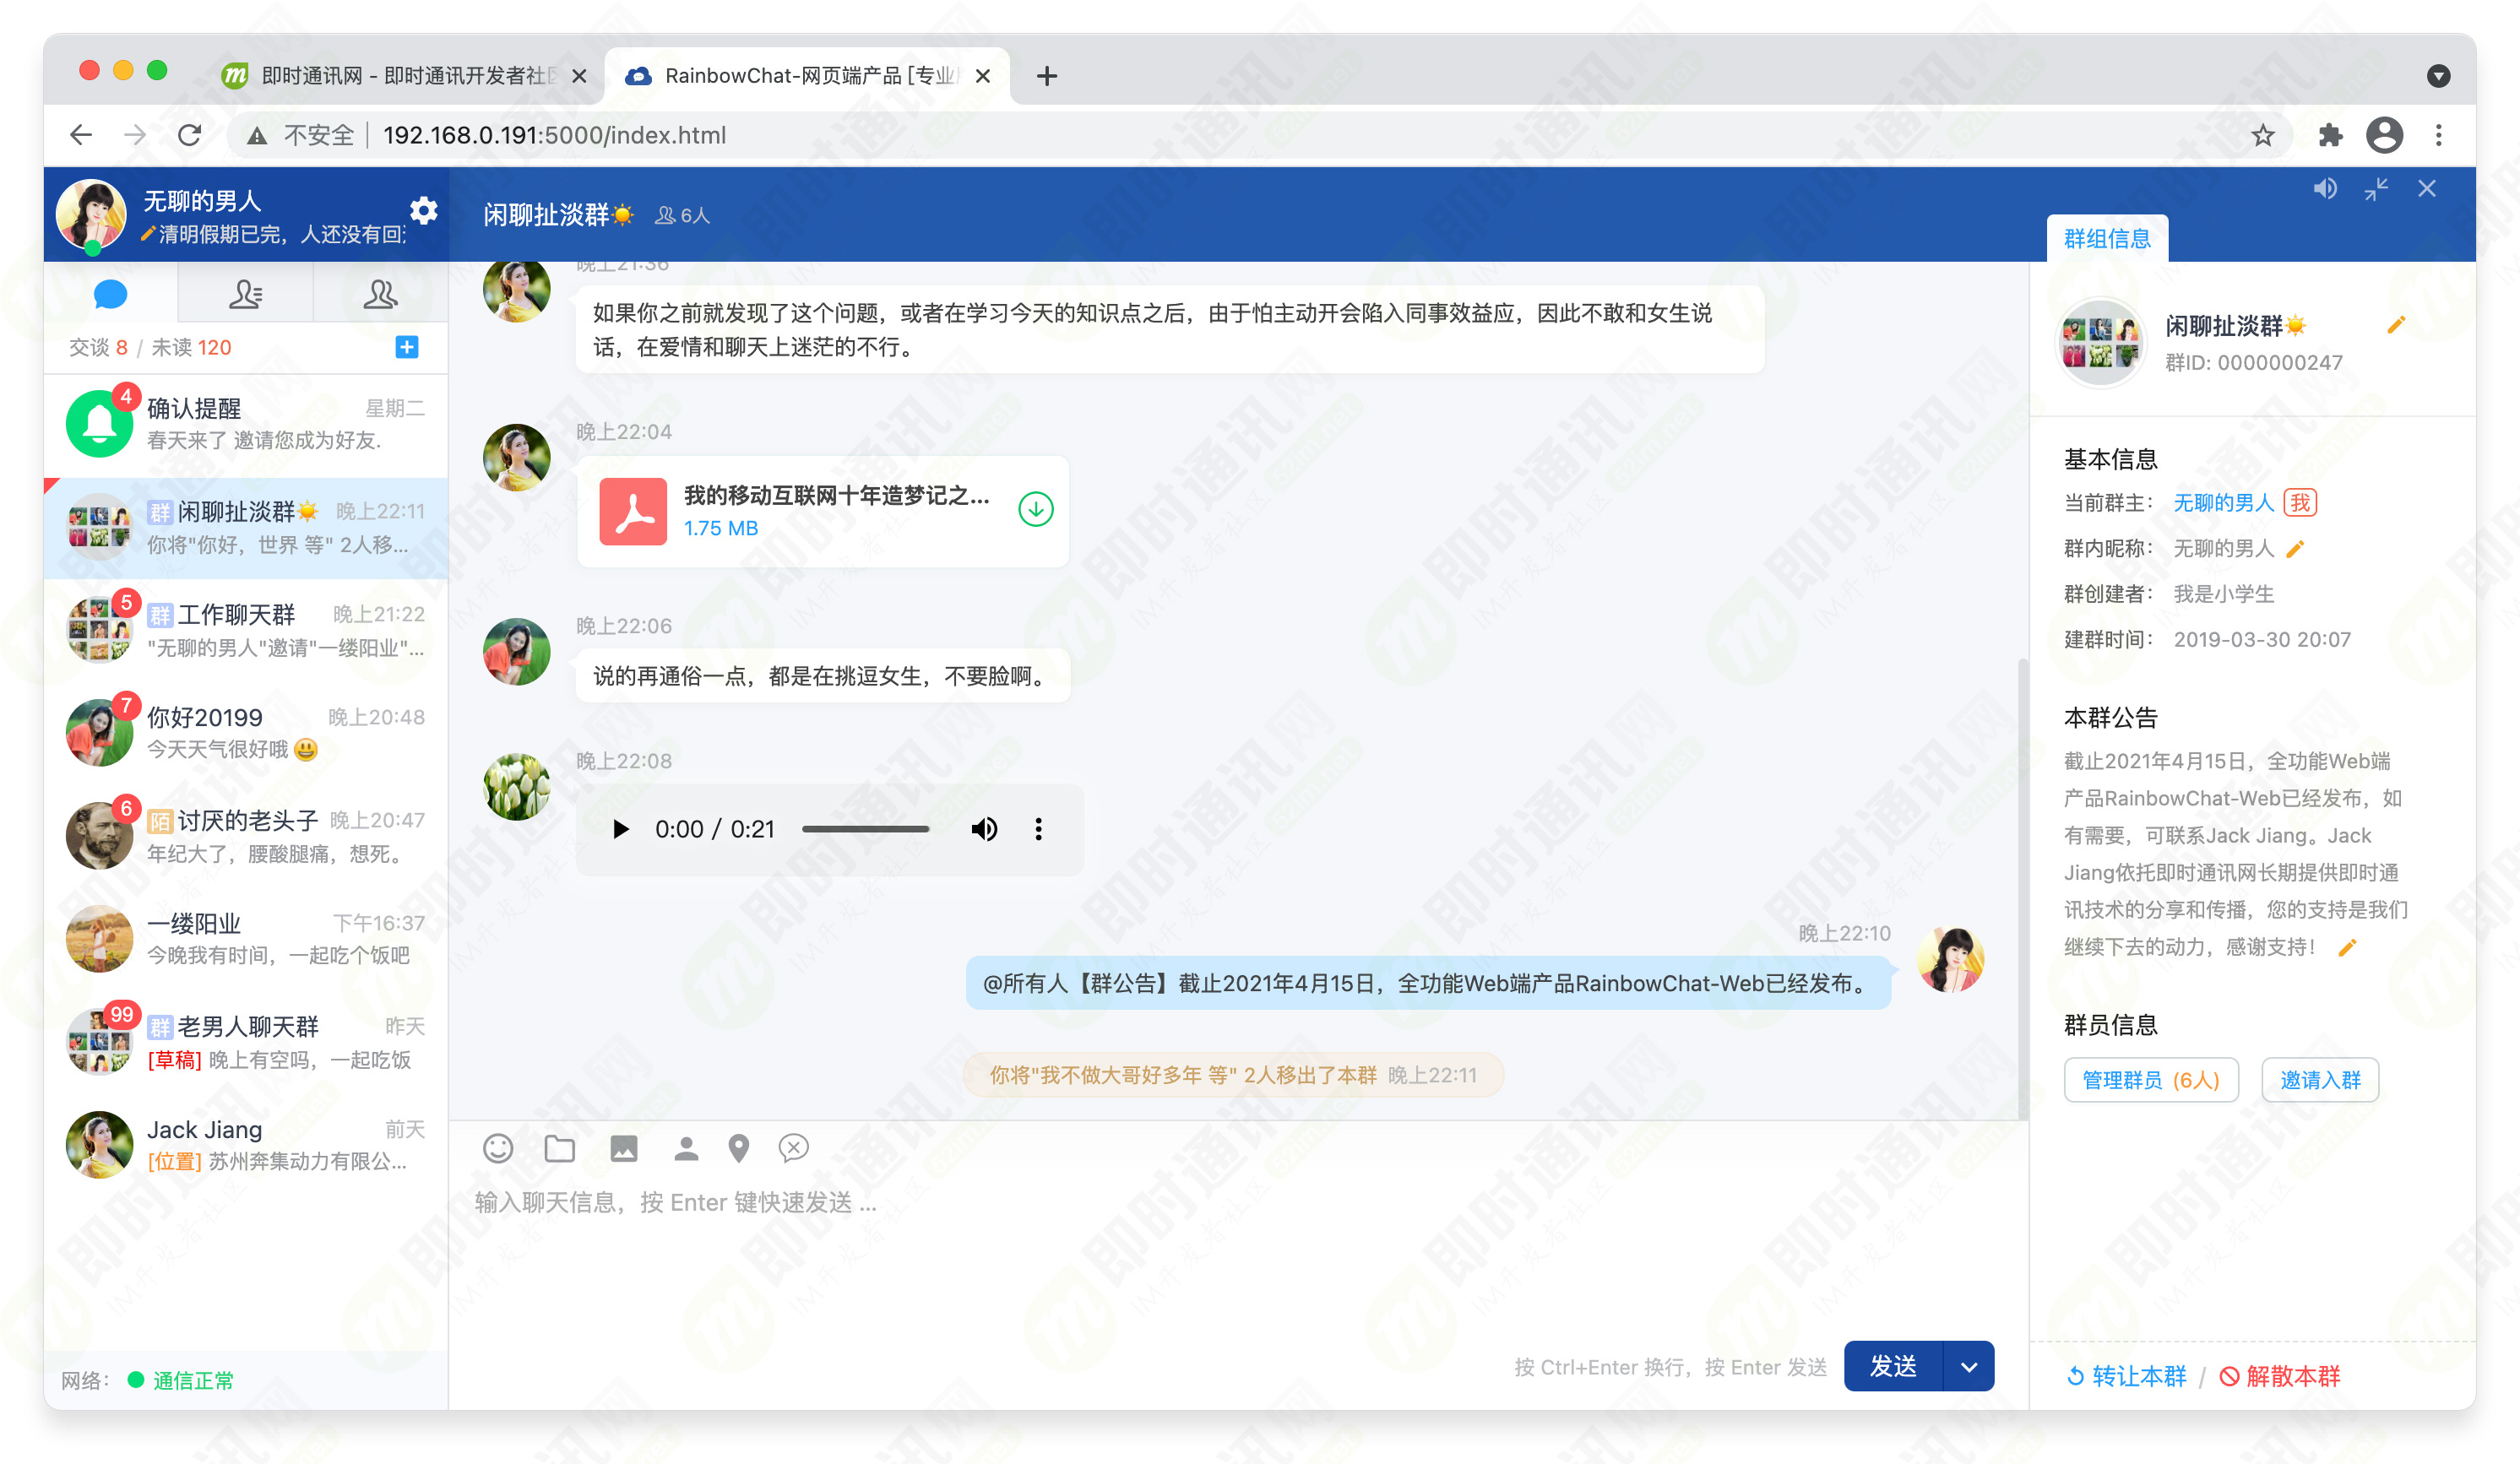 即时通讯网 - 即时通讯开发者社区
RainbowChat-网页端产品 [专业
不安全 192.168.0.191:5000/index.html
无聊的男人
清明假期已完，人还没有回
闲聊扯淡群 6人
群组信息
交谈 8 / 未读 120
4
确认提醒 星期二
春天来了 邀请您成为好友.
群 闲聊扯淡群 晚上22:11
你将"你好，世界 等" 2人移...
5
群 工作聊天群 晚上21:22
"无聊的男人"邀请"一缕阳业"...
7
你好20199 晚上20:48
今天天气很好哦
6
陌 讨厌的老头子 晚上20:47
年纪大了，腰酸腿痛，想死。
一缕阳业 下午16:37
今晚我有时间，一起吃个饭吧
99
群 老男人聊天群 昨天
[草稿] 晚上有空吗，一起吃饭
Jack Jiang 前天
[位置] 苏州奔集动力有限公...
网络： 通信正常
晚上21:36
如果你之前就发现了这个问题，或者在学习今天的知识点之后，由于怕主动开会陷入同事效益应，因此不敢和女生说
话，在爱情和聊天上迷茫的不行。
晚上22:04
我的移动互联网十年造梦记之...
1.75 MB
晚上22:06
说的再通俗一点，都是在挑逗女生，不要脸啊。
晚上22:08
0:00 / 0:21
晚上22:10
@所有人【群公告】截止2021年4月15日，全功能Web端产品RainbowChat-Web已经发布。
你将"我不做大哥好多年 等" 2人移出了本群 晚上22:11
输入聊天信息，按 Enter 键快速发送 ...
按 Ctrl+Enter 换行，按 Enter 发送
发送
闲聊扯淡群
群ID: 0000000247
基本信息
当前群主： 无聊的男人 我
群内昵称： 无聊的男人
群创建者： 我是小学生
建群时间： 2019-03-30 20:07
本群公告
截止2021年4月15日，全功能Web端
产品RainbowChat-Web已经发布，如
有需要，可联系Jack Jiang。Jack
Jiang依托即时通讯网长期提供即时通
讯技术的分享和传播，您的支持是我们
继续下去的动力，感谢支持！
群员信息
管理群员 (6人) 邀请入群
转让本群 / 解散本群
即时通讯网
52im.net
IM开发者社区